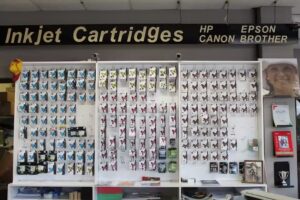 Inkjet Cartridges
HP EPSON
CANON BROTHER